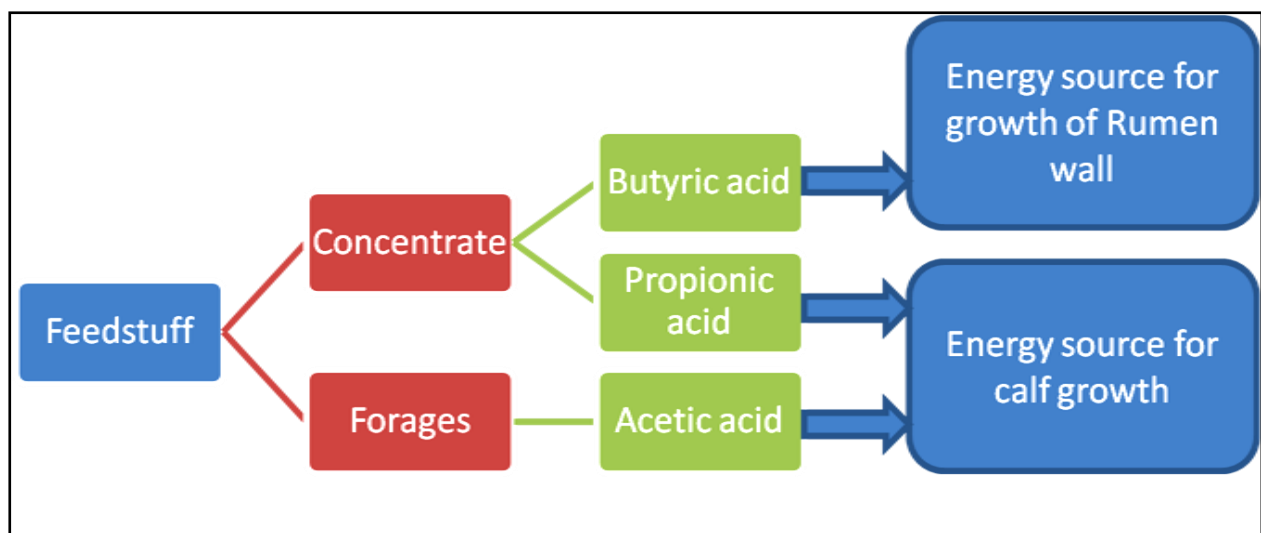 Feedstuff
Concentrate
Forages
Butyric acid
Propionic
acid
Acetic acid
Energy source for
growth of Rumen
wall
Energy source for
calf growth